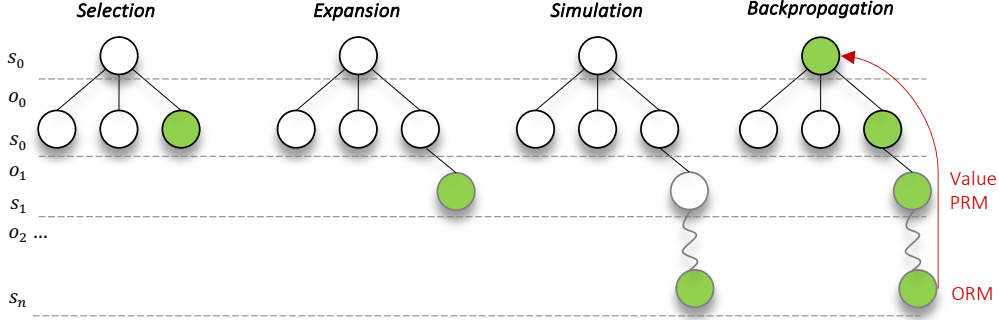 Selection Expansion Simulation Backpropagation
s₀
o₀
s₀
o₁
s₁
Value
PRM
o₂ ...
sₙ
ORM